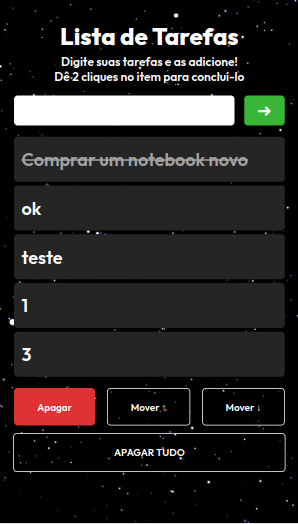 Lista de Tarefas
Digite suas tarefas e as adicione!
Dê 2 cliques no item para concluí-lo
→
Comprar um notebook novo
ok
teste
1
3
Apagar
Mover ↑
Mover ↓
APAGAR TUDO